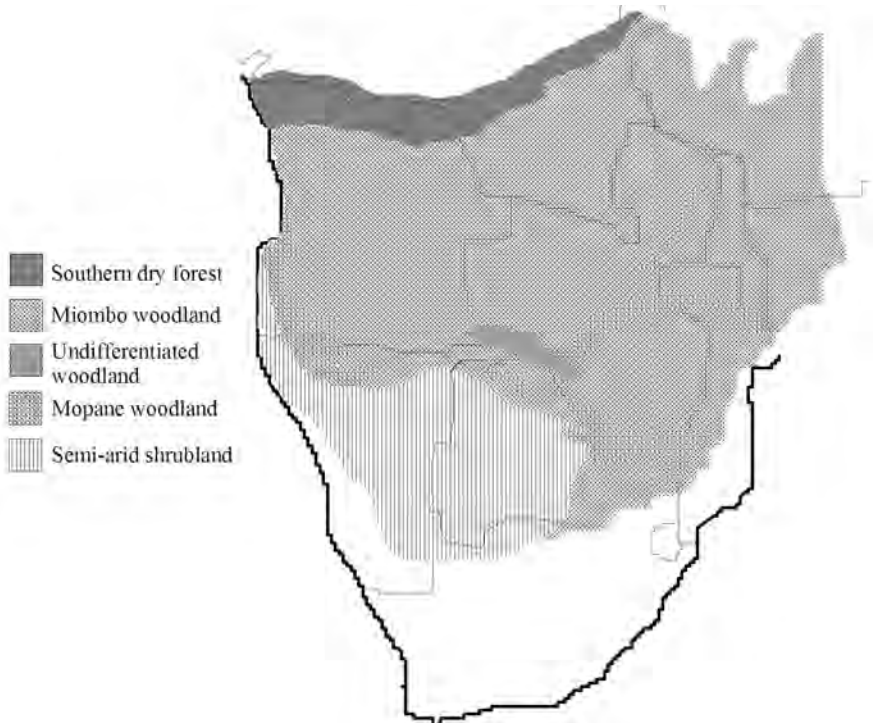 Southern dry forest
Miombo woodland
Undifferentiated
woodland
Mopane woodland
Semi-arid shrubland